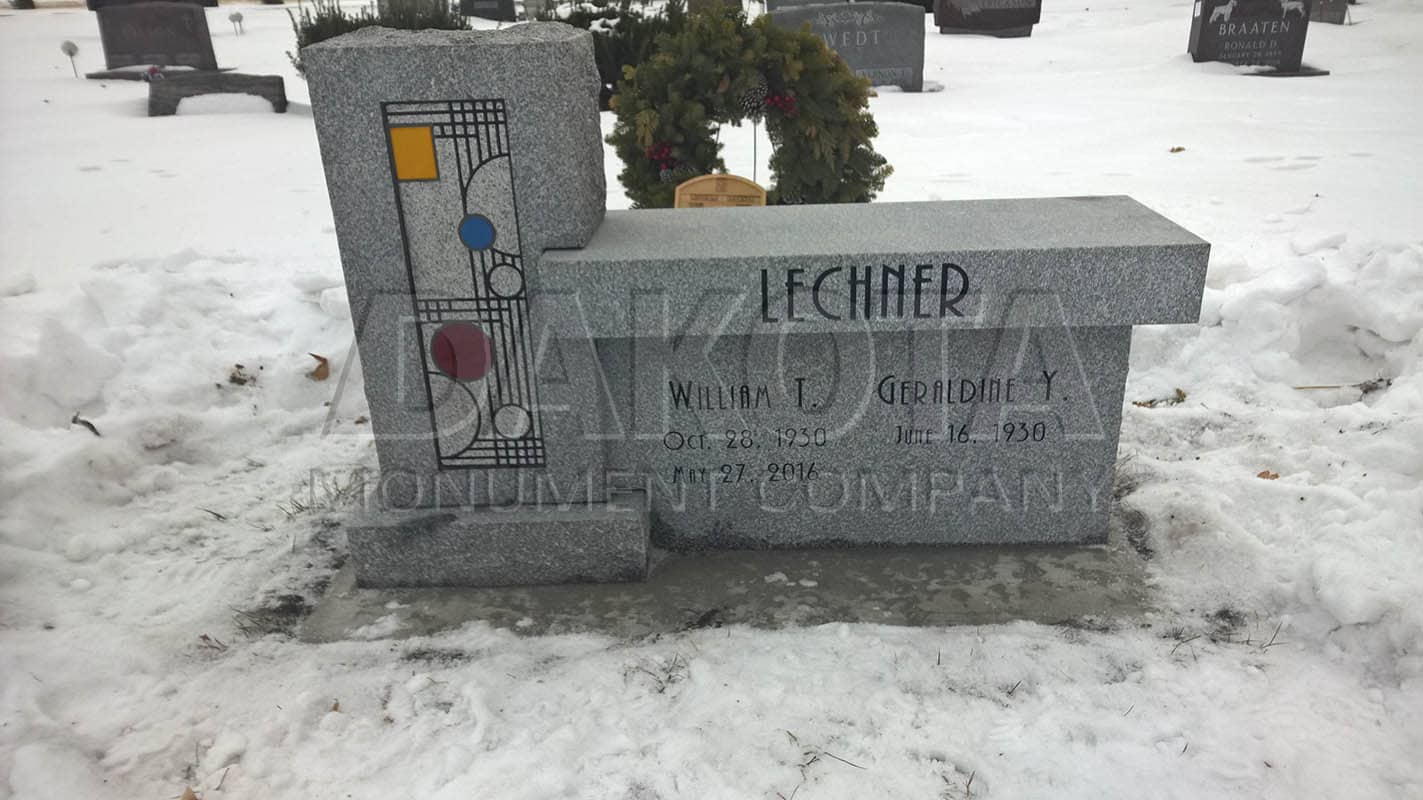 WEDT
BRAATEN
RONALD D.
LECHNER
WILLIAM T.
OCT. 28, 1930
MAY 27, 2016
GERALDINE Y.
JUNE 16, 1930
DAKOTA
MONUMENT COMPANY